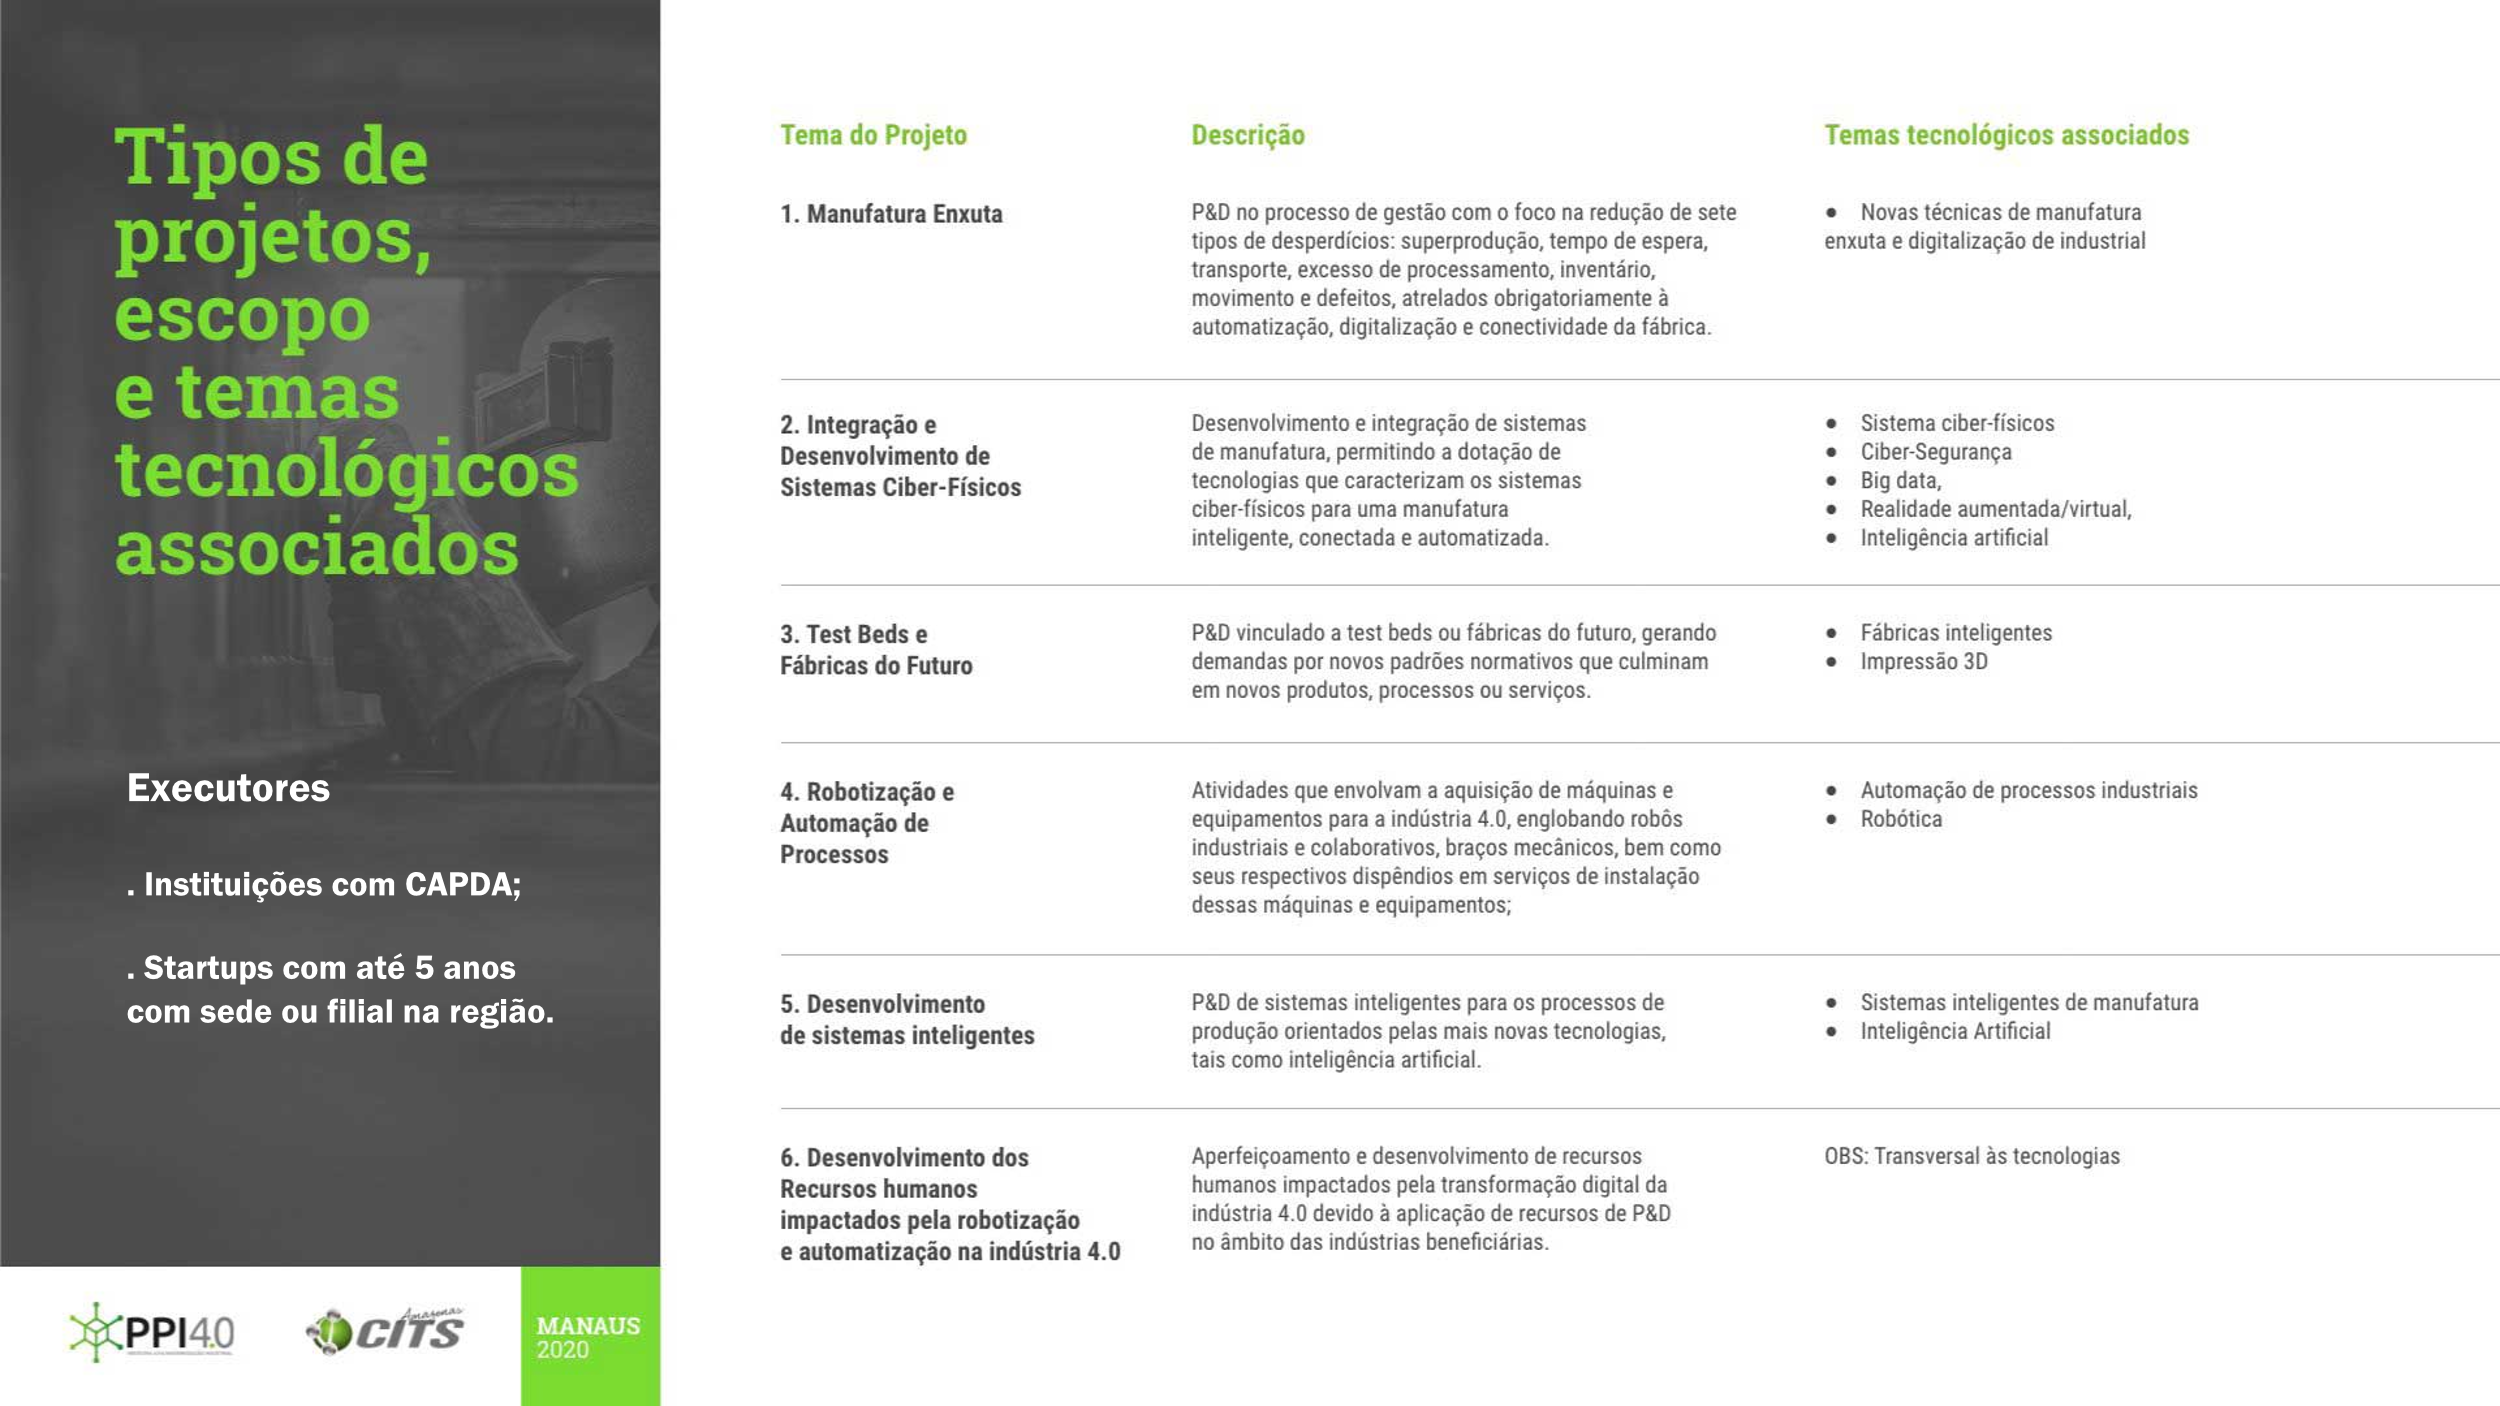 Tipos de
projetos,
escopo
e temas
tecnológicos
associados
Executores
. Instituições com CAPDA;
. Startups com até 5 anos
com sede ou filial na região.
PPI4.0
Amazonas
CITS
MANAUS
2020
Tema do Projeto
Descrição
Temas tecnológicos associados
1. Manufatura Enxuta
P&D no processo de gestão com o foco na redução de sete
tipos de desperdícios: superprodução, tempo de espera,
transporte, excesso de processamento, inventário,
movimento e defeitos, atrelados obrigatoriamente à
automatização, digitalização e conectividade da fábrica.
● Novas técnicas de manufatura
enxuta e digitalização de industrial
2. Integração e
Desenvolvimento de
Sistemas Ciber-Físicos
Desenvolvimento e integração de sistemas
de manufatura, permitindo a dotação de
tecnologias que caracterizam os sistemas
ciber-físicos para uma manufatura
inteligente, conectada e automatizada.
● Sistema ciber-físicos
● Ciber-Segurança
● Big data,
● Realidade aumentada/virtual,
● Inteligência artificial
3. Test Beds e
Fábricas do Futuro
P&D vinculado a test beds ou fábricas do futuro, gerando
demandas por novos padrões normativos que culminam
em novos produtos, processos ou serviços.
● Fábricas inteligentes
● Impressão 3D
4. Robotização e
Automação de
Processos
Atividades que envolvam a aquisição de máquinas e
equipamentos para a indústria 4.0, englobando robôs
industriais e colaborativos, braços mecânicos, bem como
seus respectivos dispêndios em serviços de instalação
dessas máquinas e equipamentos;
● Automação de processos industriais
● Robótica
5. Desenvolvimento
de sistemas inteligentes
P&D de sistemas inteligentes para os processos de
produção orientados pelas mais novas tecnologias,
tais como inteligência artificial.
● Sistemas inteligentes de manufatura
● Inteligência Artificial
6. Desenvolvimento dos
Recursos humanos
impactados pela robotização
e automatização na indústria 4.0
Aperfeiçoamento e desenvolvimento de recursos
humanos impactados pela transformação digital da
indústria 4.0 devido à aplicação de recursos de P&D
no âmbito das indústrias beneficiárias.
OBS: Transversal às tecnologias